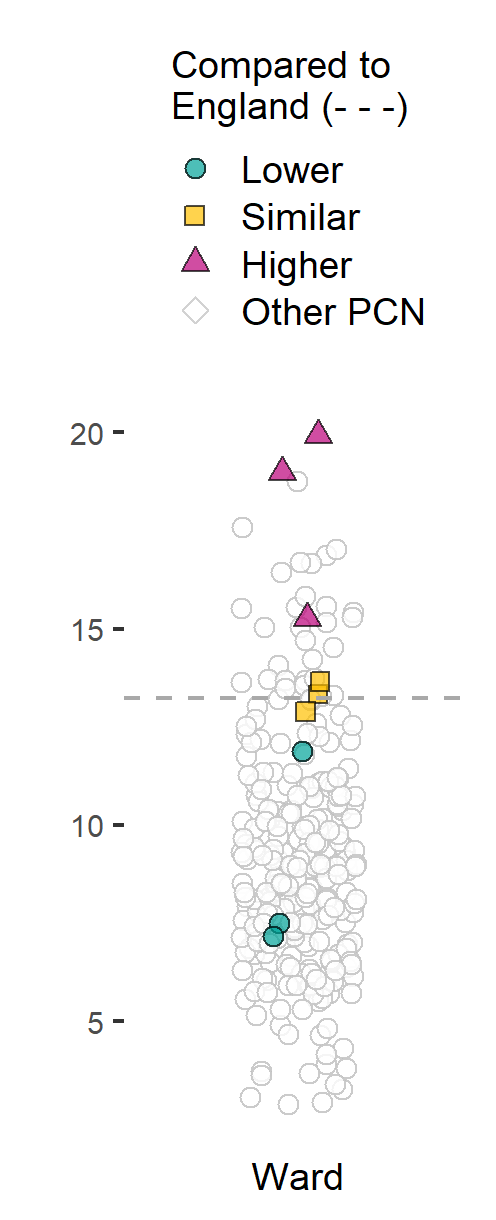 Compared to
England (- - -)
Lower
Similar
Higher
Other PCN
20
15
10
5
Ward